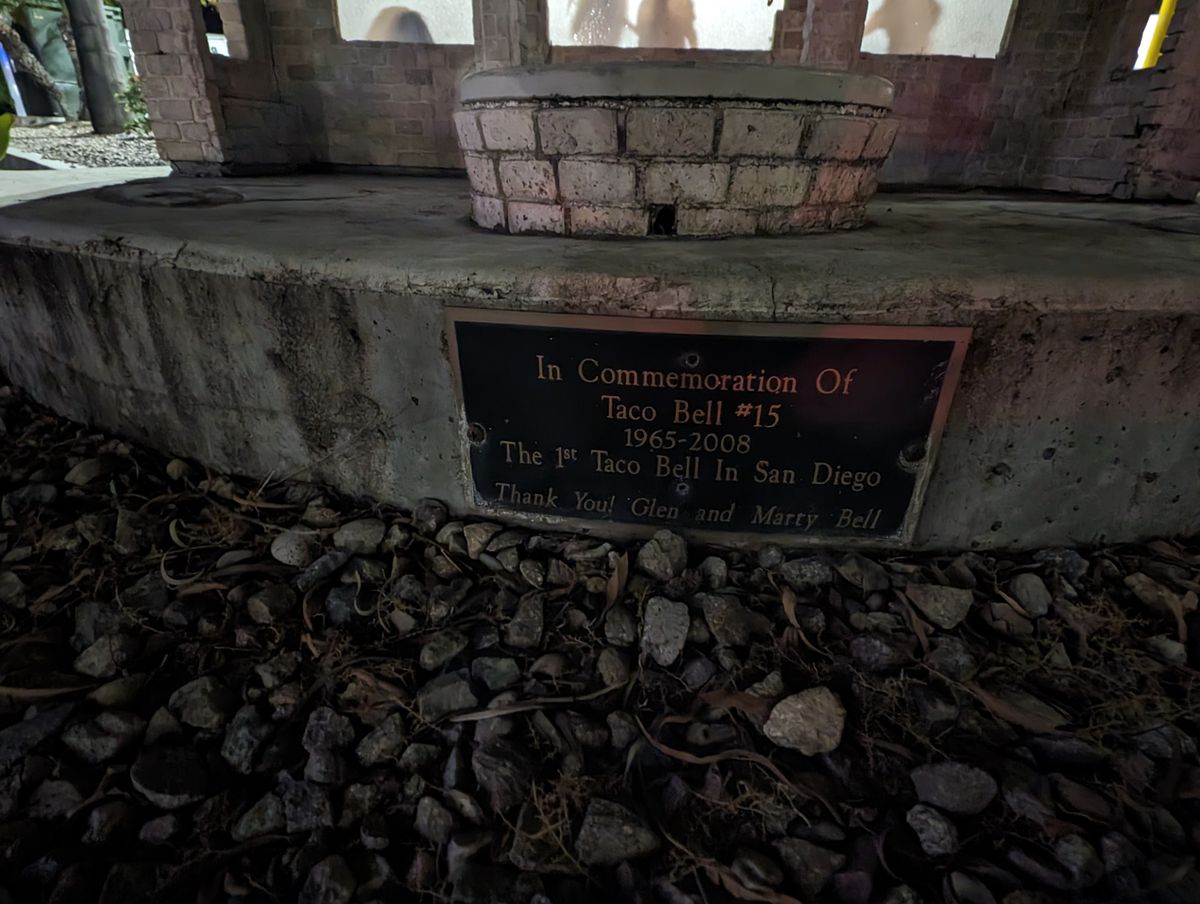 In Commemoration Of
Taco Bell #15
1965-2008
The 1st Taco Bell In San Diego
Thank You! Glen and Marty Bell